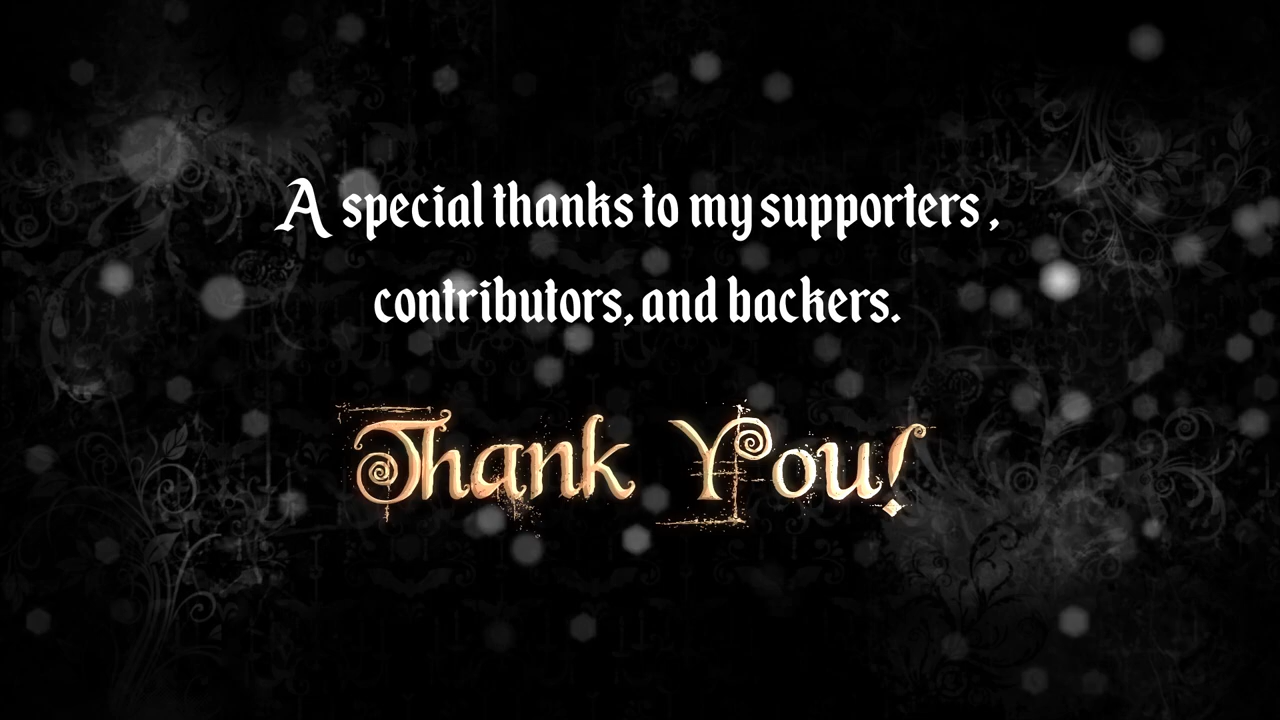 A special thanks to my supporters ,
contributors, and backers.
Thank You!